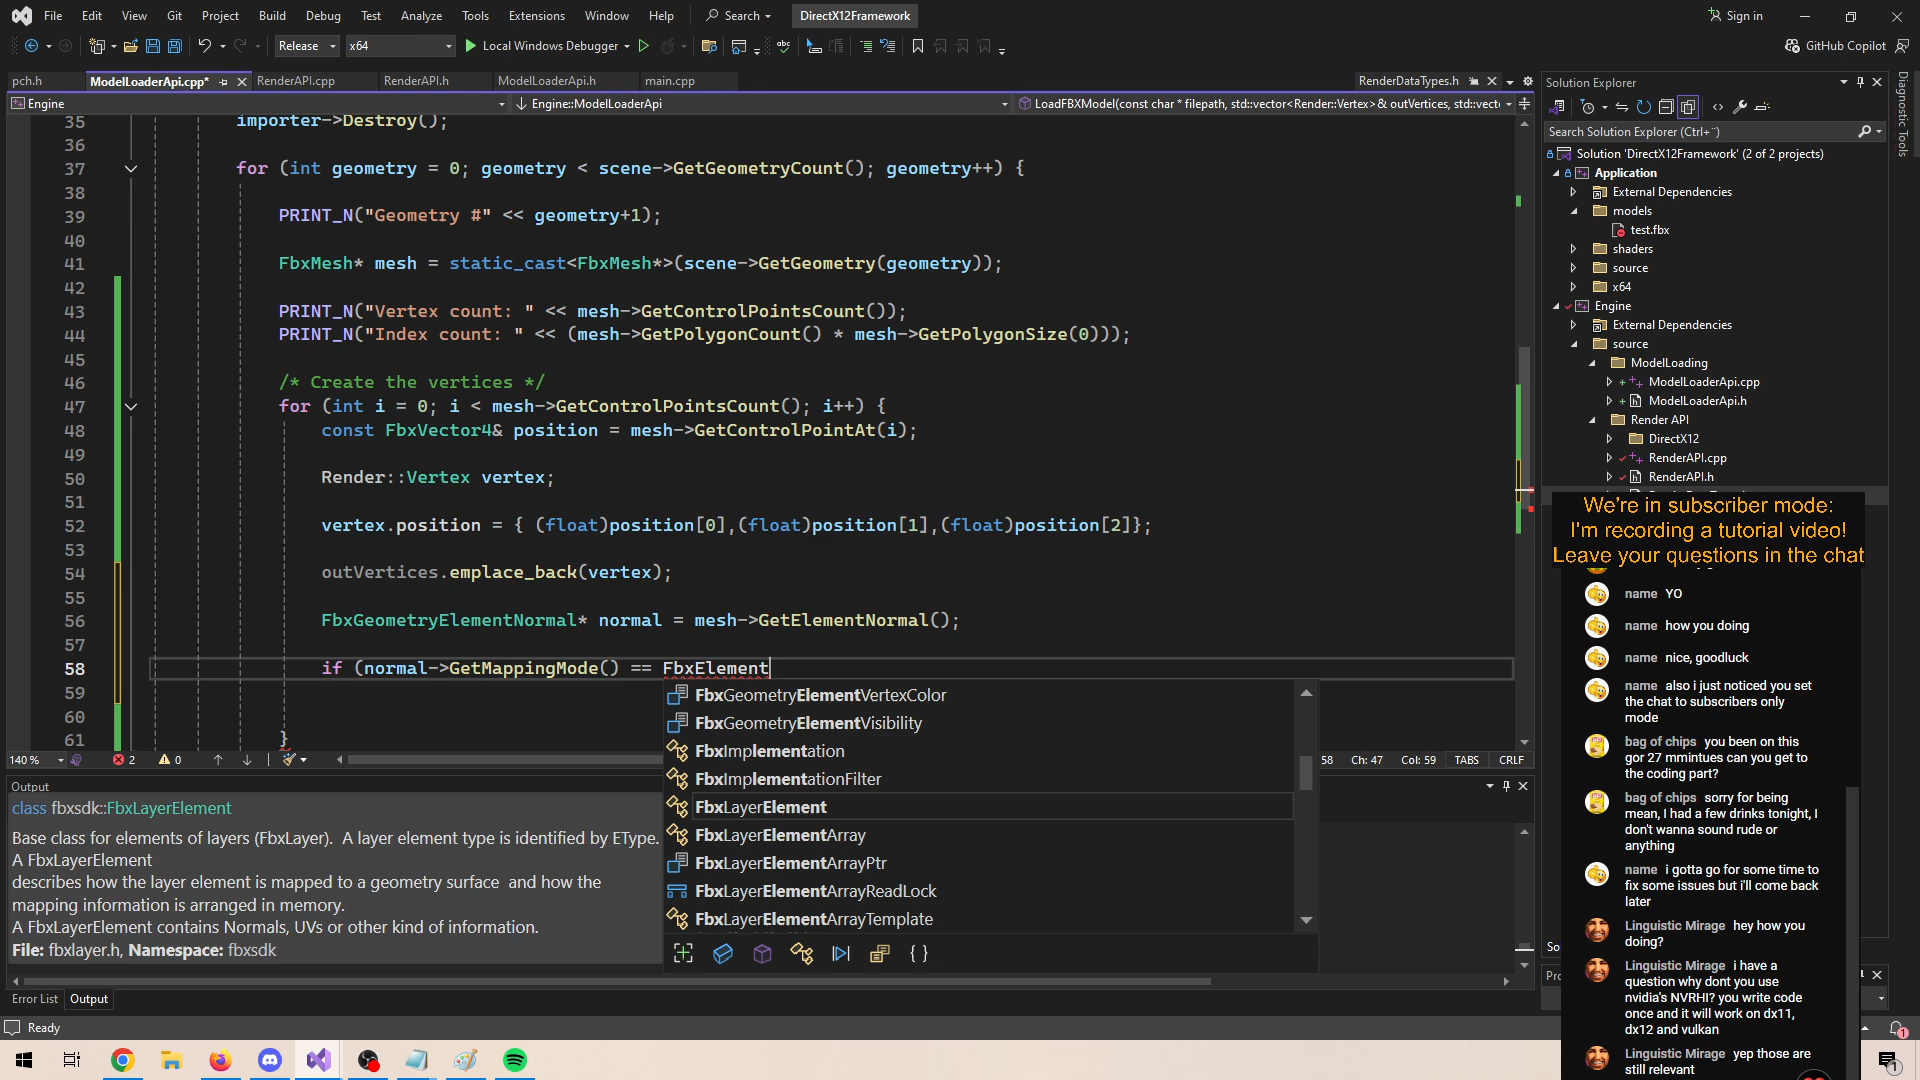 File Edit View Git Project Build Debug Test Analyze Tools Extensions Window Help Search DirectX12Framework Sign in
Release x64 Local Windows Debugger GitHub Copilot
pch.h ModelLoaderApi.cpp* RenderAPI.cpp RenderAPI.h ModelLoaderApi.h main.cpp RenderDataTypes.h
Engine Engine::ModelLoaderApi LoadFBXModel(const char * filepath, std::vector<Render::Vertex> & outVertices, std::vect
35 importer->Destroy();
36
37 for (int geometry = 0; geometry < scene->GetGeometryCount(); geometry++) {
38
39 PRINT_N("Geometry #" << geometry+1);
40
41 FbxMesh* mesh = static_cast<FbxMesh*>(scene->GetGeometry(geometry));
42
43 PRINT_N("Vertex count: " << mesh->GetControlPointsCount());
44 PRINT_N("Index count: " << (mesh->GetPolygonCount() * mesh->GetPolygonSize(0)));
45
46 /* Create the vertices */
47 for (int i = 0; i < mesh->GetControlPointsCount(); i++) {
48 const FbxVector4& position = mesh->GetControlPointAt(i);
49
50 Render::Vertex vertex;
51
52 vertex.position = { (float)position[0],(float)position[1],(float)position[2]};
53
54 outVertices.emplace_back(vertex);
55
56 FbxGeometryElementNormal* normal = mesh->GetElementNormal();
57
58 if (normal->GetMappingMode() == FbxElement
59
60
61 }
FbxGeometryElementVertexColor
FbxGeometryElementVisibility
FbxImplementation
FbxImplementationFilter
FbxLayerElement
FbxLayerElementArray
FbxLayerElementArrayPtr
FbxLayerElementArrayReadLock
FbxLayerElementArrayTemplate
140 % 2 0 58 Ch: 47 Col: 59 TABS CRLF
Output
class fbxsdk::FbxLayerElement
Base class for elements of layers (FbxLayer). A layer element type is identified by EType.
A FbxLayerElement
describes how the layer element is mapped to a geometry surface and how the
mapping information is arranged in memory.
A FbxLayerElement contains Normals, UVs or other kind of information.
File: fbxlayer.h, Namespace: fbxsdk
Error List Output
Ready
Solution Explorer
Search Solution Explorer (Ctrl+¨)
Solution 'DirectX12Framework' (2 of 2 projects)
Application
External Dependencies
models
test.fbx
shaders
source
x64
Engine
External Dependencies
source
ModelLoading
ModelLoaderApi.cpp
ModelLoaderApi.h
Render API
DirectX12
RenderAPI.cpp
RenderAPI.h
Diagnostic Tools
We're in subscriber mode:
I'm recording a tutorial video!
Leave your questions in the chat
name YO
name how you doing
name nice, goodluck
name also i just noticed you set
the chat to subscribers only
mode
bag of chips you been on this
gor 27 mmintues can you get to
the coding part?
bag of chips sorry for being
mean, I had a few drinks tonight, I
don't wanna sound rude or
anything
name i gotta go for some time to
fix some issues but i'll come back
later
Linguistic Mirage hey how you
doing?
Linguistic Mirage i have a
question why dont you use
nvidia's NVRHI? you write code
once and it will work on dx11,
dx12 and vulkan
Linguistic Mirage yep those are
still relevant
So
Pro
1
1